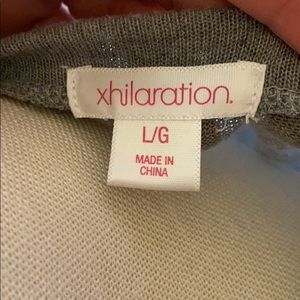 xhilaration.
L/G
MADE IN
CHINA